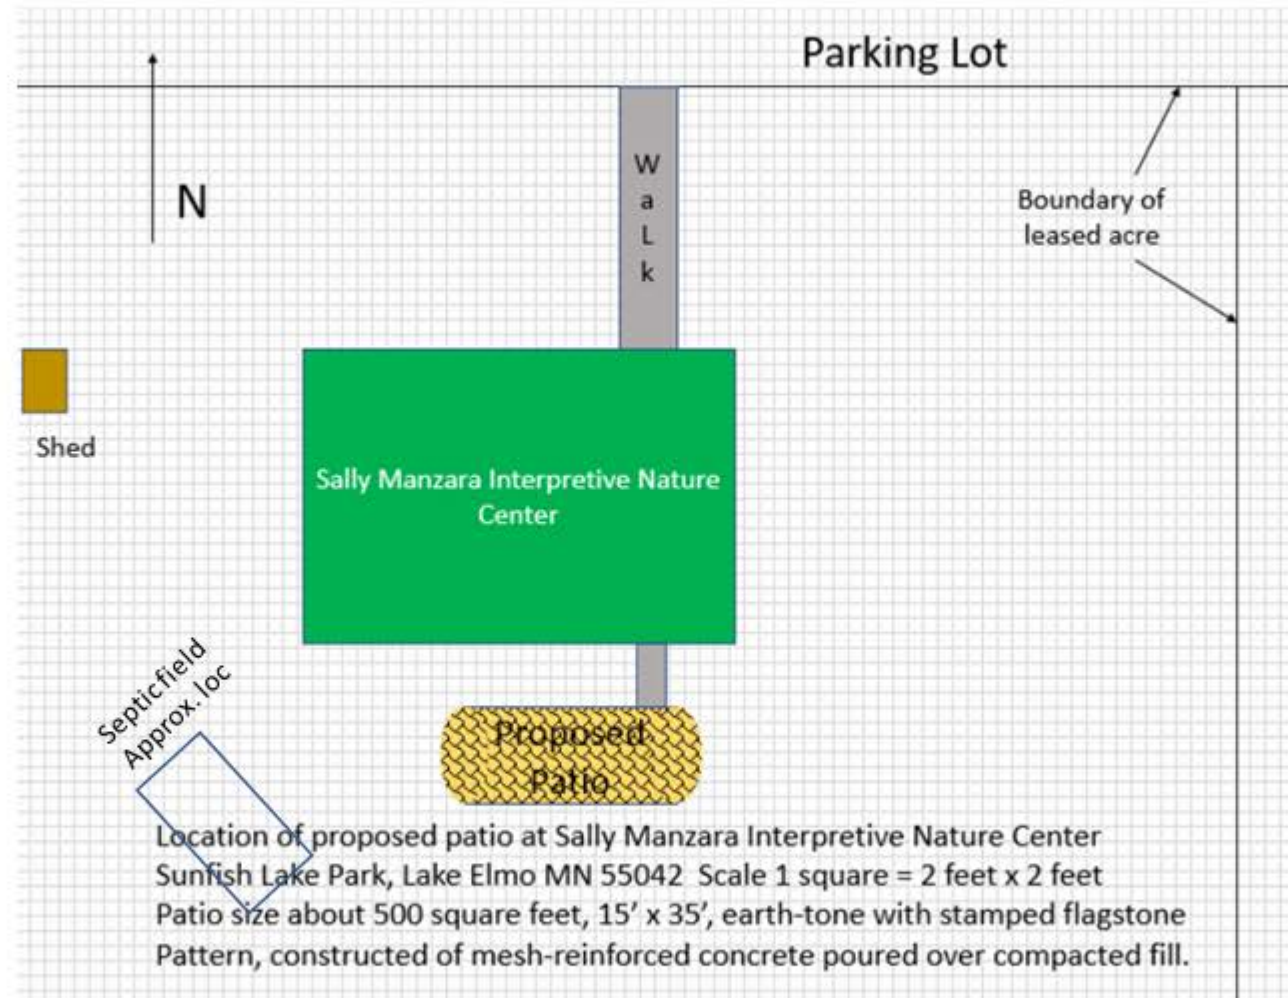 Parking Lot
N
W
a
L
k
Boundary of
leased acre
Shed
Sally Manzara Interpretive Nature
Center
Septicfield
Approx. loc
Proposed
Patio
Location of proposed patio at Sally Manzara Interpretive Nature Center
Sunfish Lake Park, Lake Elmo MN 55042  Scale 1 square = 2 feet x 2 feet
Patio size about 500 square feet, 15’ x 35’, earth-tone with stamped flagstone
Pattern, constructed of mesh-reinforced concrete poured over compacted fill.